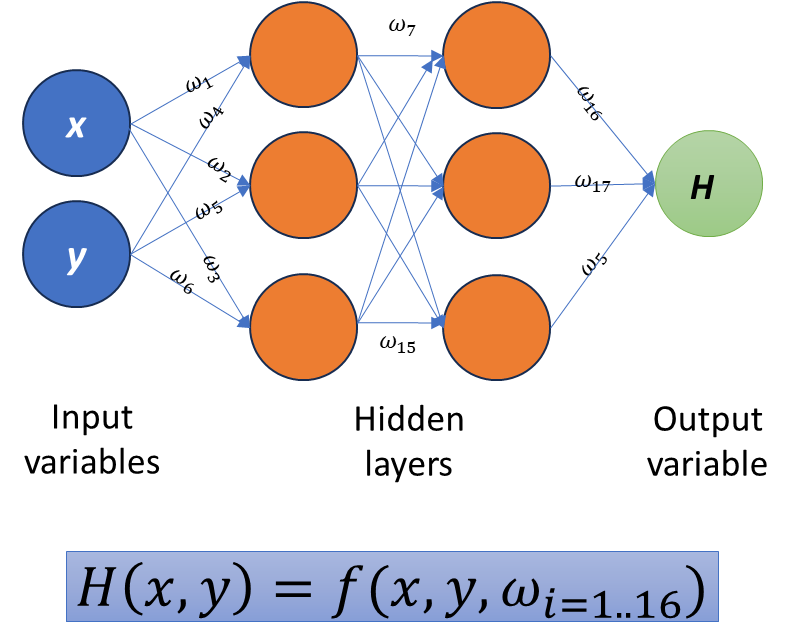 x
y
ω₁
ω₄
ω₂
ω₅
ω₃
ω₆
ω₇
ω₁₅
ω₁₆
ω₁₇
ω₅
H
Input
variables
Hidden
layers
Output
variable
H(x, y) = f(x, y, ωᵢ₌₁..₁₆)